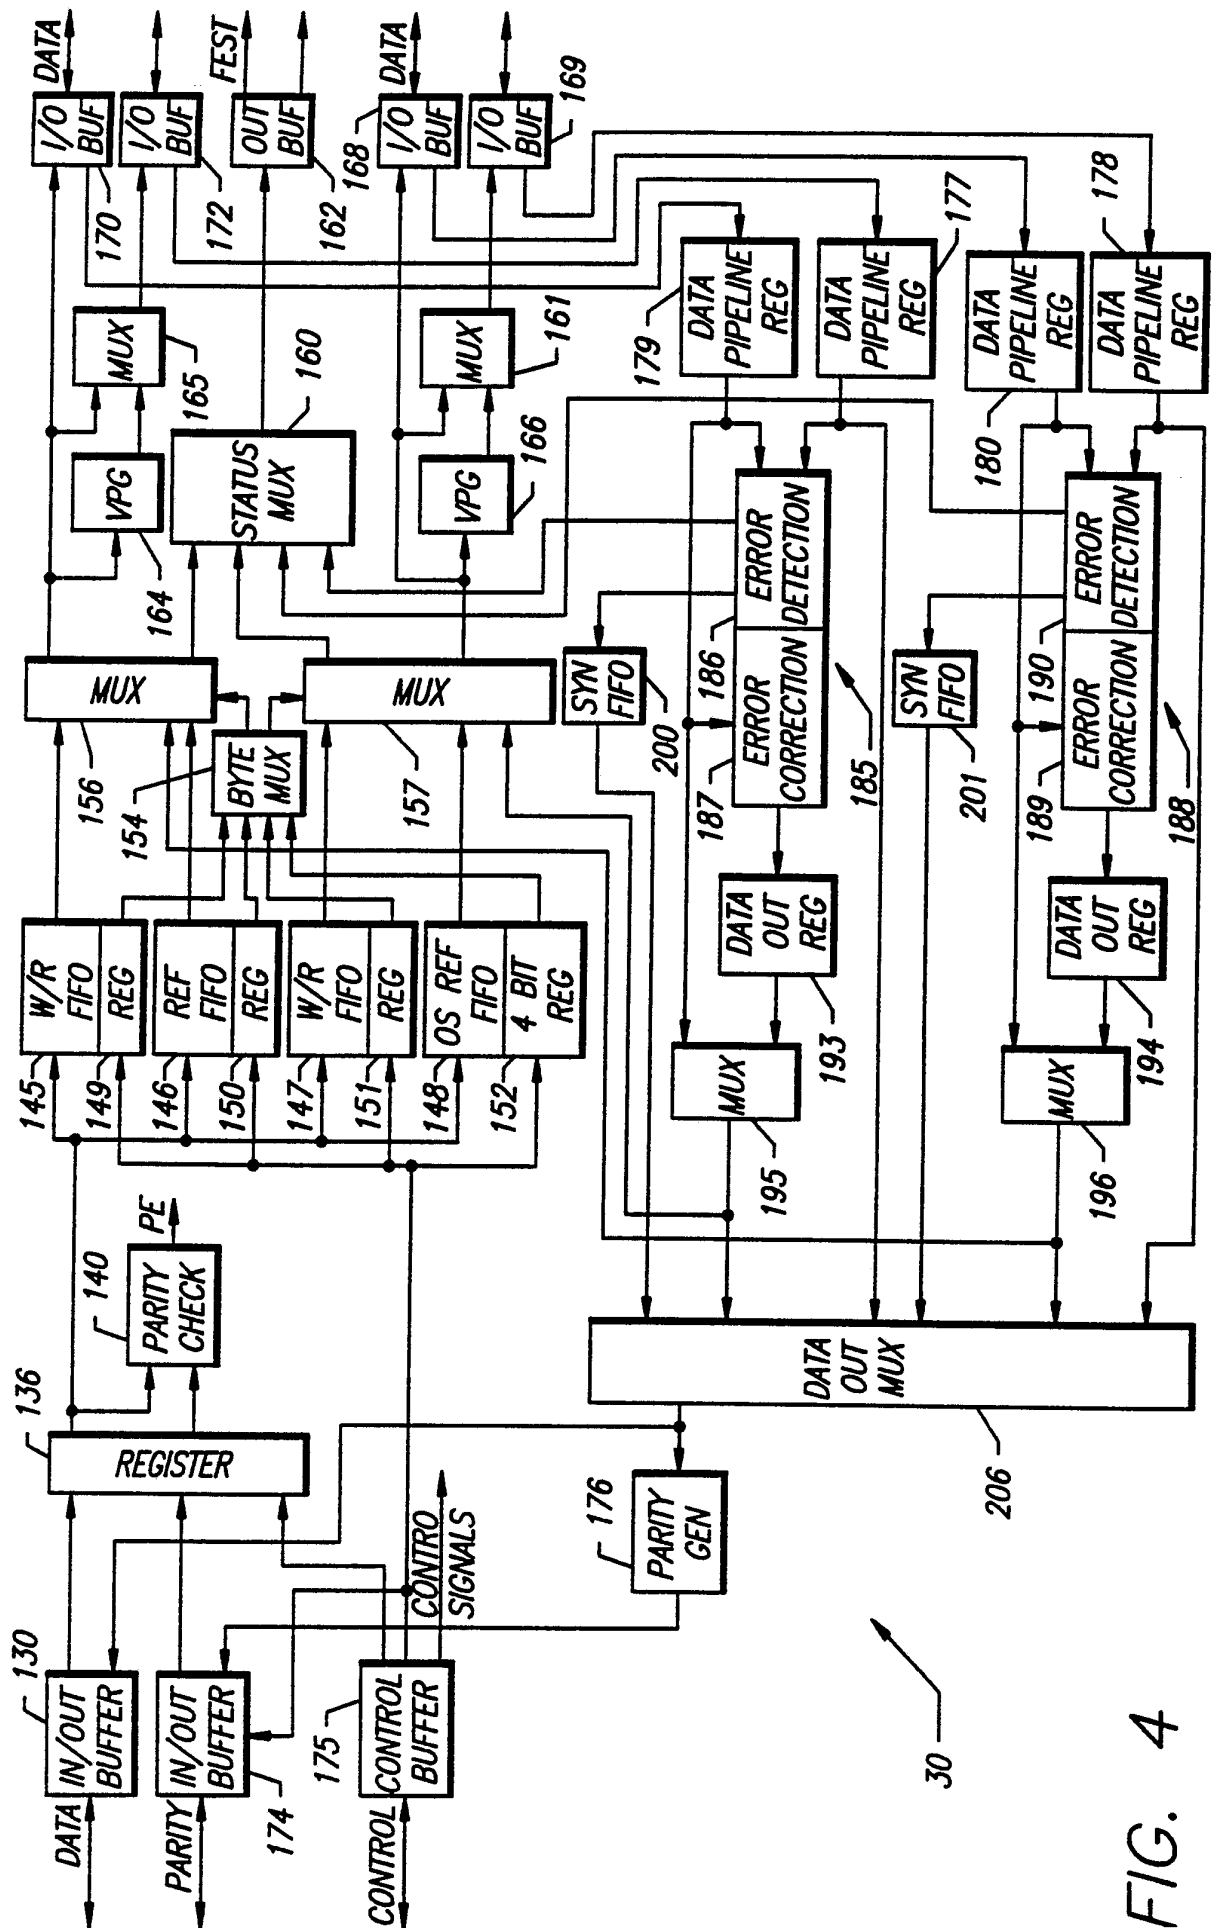 DATA
IN/OUT
BUFFER
130
PARITY
IN/OUT
BUFFER
174
CONTROL
CONTROL
BUFFER
175
CONTRO
SIGNALS
REGISTER
136
PARITY
CHECK
140
PE
PARITY
GEN
176
W/R
FIFO
145
REG
149
REF
FIFO
146
REG
150
W/R
FIFO
147
REG
151
OS REF
FIFO
148
4 BIT
REG
152
MUX
156
BYTE
MUX
154
MUX
157
VPG
164
MUX
165
STATUS
MUX
160
VPG
166
MUX
161
I/O
BUF
170
DATA
I/O
BUF
172
OUT
BUF
162
FEST
I/O
BUF
168
DATA
I/O
BUF
169
DATA
OUT
MUX
206
MUX
195
DATA
OUT
REG
193
SYN
FIFO
200
ERROR
CORRECTION
187
ERROR
DETECTION
186
185
DATA
PIPELINE
REG
179
DATA
PIPELINE
REG
177
MUX
196
DATA
OUT
REG
194
SYN
FIFO
201
ERROR
CORRECTION
189
ERROR
DETECTION
190
188
DATA
PIPELINE
REG
180
DATA
PIPELINE
REG
178
30
FIG. 4